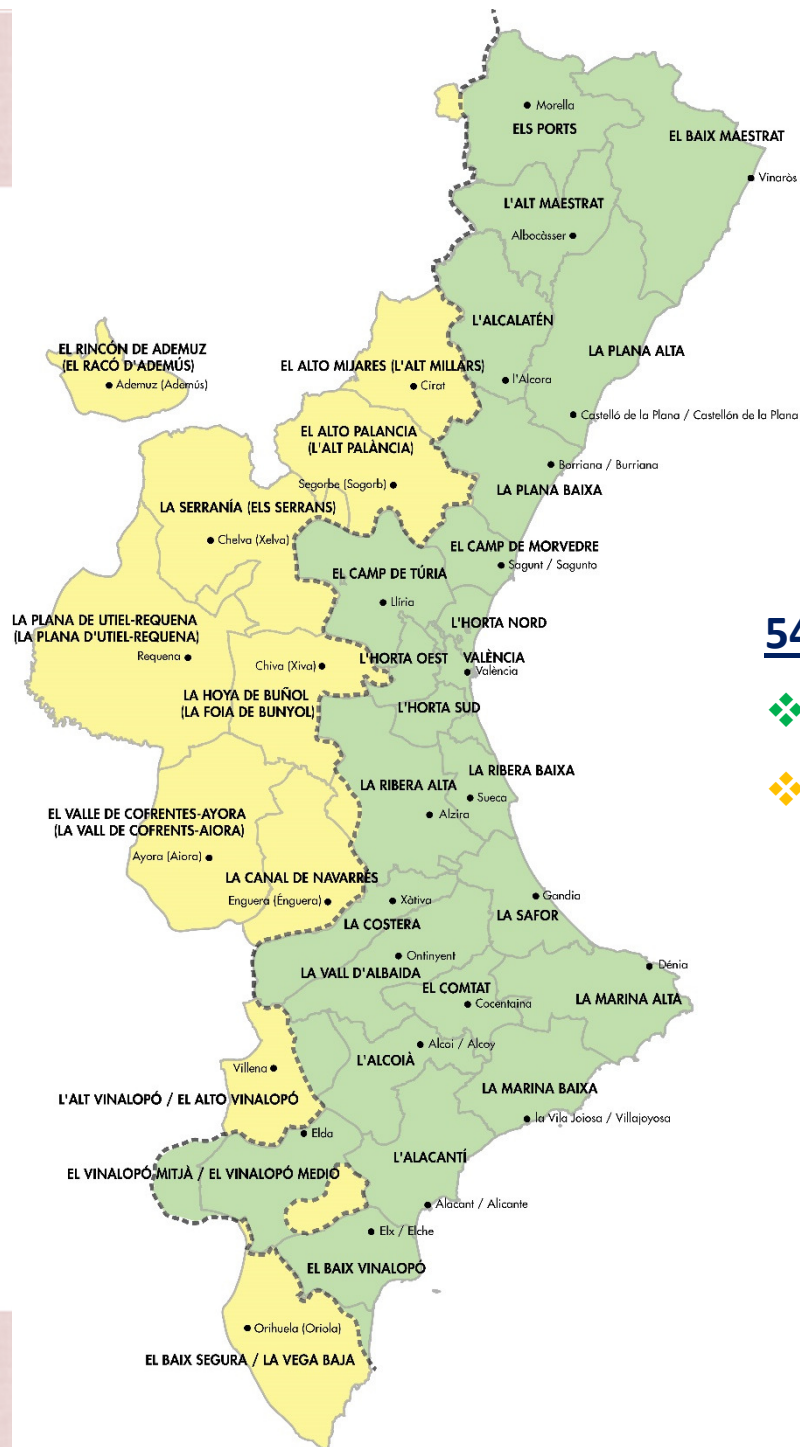 Morella
ELS PORTS
EL BAIX MAESTRAT
Vinaròs
L'ALT MAESTRAT
Albocàsser
L'ALCALATÉN
EL RINCÓN DE ADEMUZ
(EL RACÓ D'ADEMÚS)
Ademuz (Ademús)
LA PLANA ALTA
EL ALTO MIJARES (L'ALT MILLARS)
Cirat
l'Alcora
Castelló de la Plana / Castellón de la Plana
EL ALTO PALANCIA
(L'ALT PALÀNCIA)
Borriana / Burriana
Segorbe (Sogorb)
LA PLANA BAIXA
LA SERRANÍA (ELS SERRANS)
Chelva (Xelva)
EL CAMP DE MORVEDRE
Sagunt / Sagunto
EL CAMP DE TÚRIA
Llíria
LA PLANA DE UTIEL-REQUENA
(LA PLANA D'UTIEL-REQUENA)
Requena
L'HORTA NORD
54
L'HORTA OEST
VALÈNCIA
València
Chiva (Xiva)
LA HOYA DE BUÑOL
(LA FOIA DE BUNYOL)
L'HORTA SUD
LA RIBERA BAIXA
Sueca
LA RIBERA ALTA
Alzira
EL VALLE DE COFRENTES-AYORA
(LA VALL DE COFRENTS-AIORA)
Ayora (Aiora)
LA CANAL DE NAVARRÉS
Enguera (Énguera)
Xàtiva
Gandia
LA SAFOR
LA COSTERA
Ontinyent
LA VALL D'ALBAIDA
Dénia
EL COMTAT
Cocentaina
LA MARINA ALTA
Alcoi / Alcoy
L'ALCOIÀ
Villena
LA MARINA BAIXA
L'ALT VINALOPÓ / EL ALTO VINALOPÓ
la Vila Joiosa / Villajoyosa
Elda
L'ALACANTÍ
EL VINALOPÓ MITJÀ / EL VINALOPÓ MEDIO
Alacant / Alicante
Elx / Elche
EL BAIX VINALOPÓ
Orihuela (Oriola)
EL BAIX SEGURA / LA VEGA BAJA